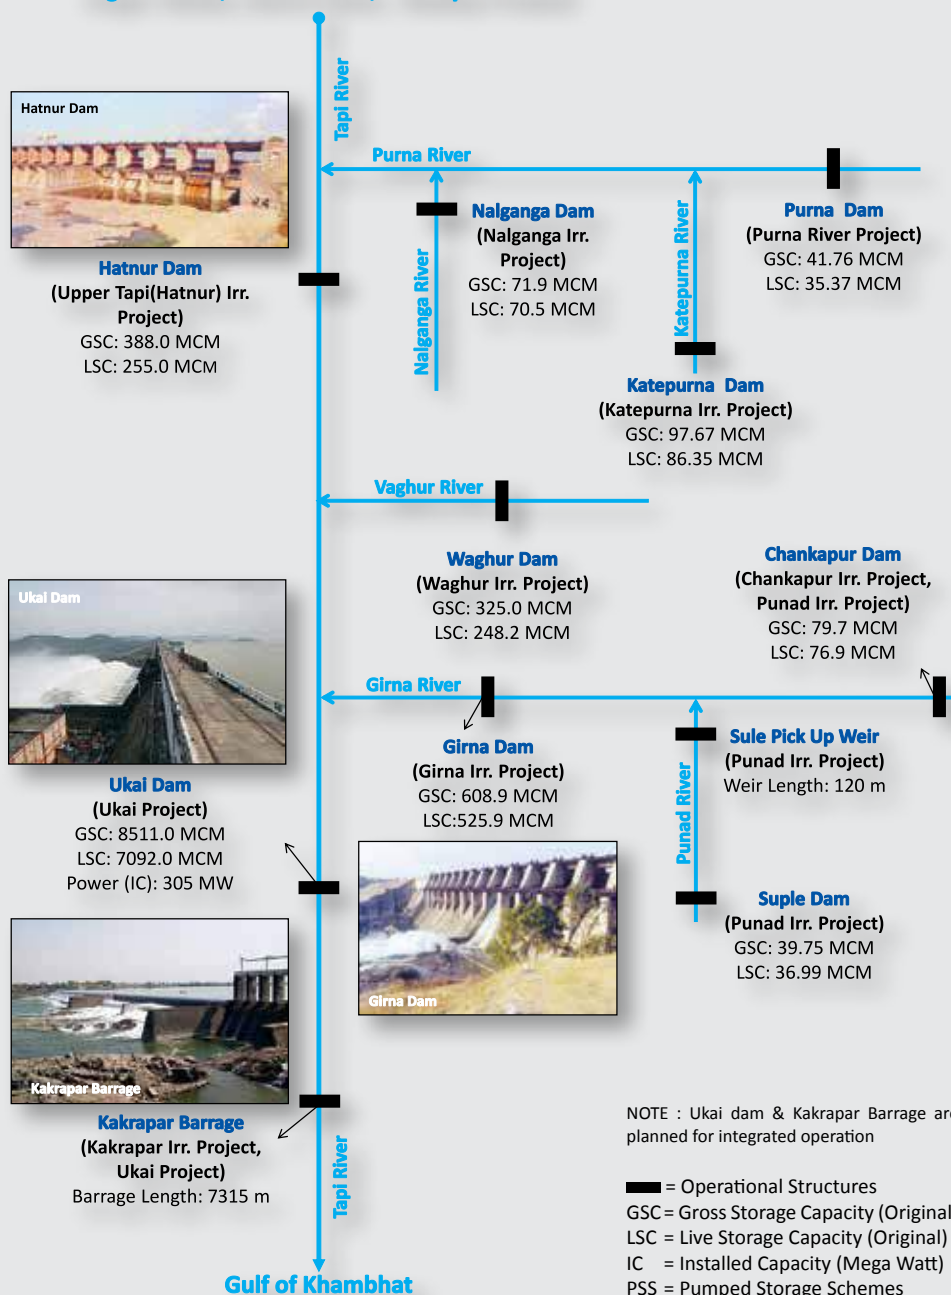 Tapi River
Hatnur Dam
Purna River
Hatnur Dam
(Upper Tapi(Hatnur) Irr.
Project)
GSC: 388.0 MCM
LSC: 255.0 MCM
Nalganga River
Nalganga Dam
(Nalganga Irr.
Project)
GSC: 71.9 MCM
LSC: 70.5 MCM
Katepurna River
Purna Dam
(Purna River Project)
GSC: 41.76 MCM
LSC: 35.37 MCM
Katepurna Dam
(Katepurna Irr. Project)
GSC: 97.67 MCM
LSC: 86.35 MCM
Vaghur River
Waghur Dam
(Waghur Irr. Project)
GSC: 325.0 MCM
LSC: 248.2 MCM
Chankapur Dam
(Chankapur Irr. Project,
Punad Irr. Project)
GSC: 79.7 MCM
LSC: 76.9 MCM
Ukai Dam
Girna River
Ukai Dam
(Ukai Project)
GSC: 8511.0 MCM
LSC: 7092.0 MCM
Power (IC): 305 MW
Girna Dam
(Girna Irr. Project)
GSC: 608.9 MCM
LSC:525.9 MCM
Punad River
Sule Pick Up Weir
(Punad Irr. Project)
Weir Length: 120 m
Girna Dam
Suple Dam
(Punad Irr. Project)
GSC: 39.75 MCM
LSC: 36.99 MCM
Kakrapar Barrage
Kakrapar Barrage
(Kakrapar Irr. Project,
Ukai Project)
Barrage Length: 7315 m
Tapi River
Gulf of Khambhat
NOTE : Ukai dam & Kakrapar Barrage are
planned for integrated operation
= Operational Structures
GSC = Gross Storage Capacity (Original
LSC = Live Storage Capacity (Original)
IC = Installed Capacity (Mega Watt)
PSS = Pumped Storage Schemes